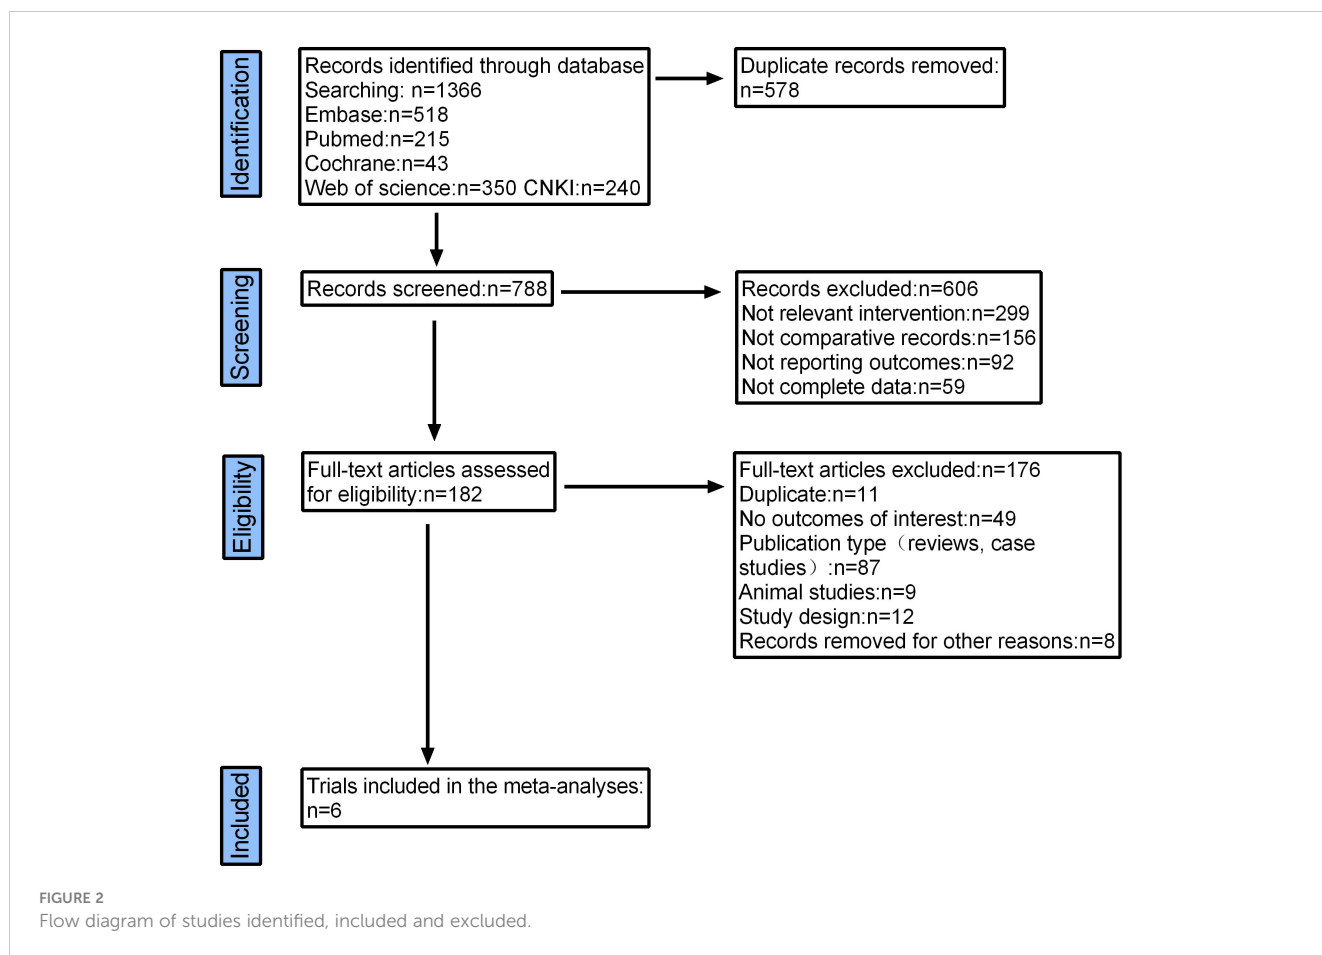 Identification
Records identified through database
Searching: n=1366
Embase:n=518
Pubmed:n=215
Cochrane:n=43
Web of science:n=350 CNKI:n=240
Duplicate records removed:
n=578
Screening
Records screened:n=788
Records excluded:n=606
Not relevant intervention:n=299
Not comparative records:n=156
Not reporting outcomes:n=92
Not complete data:n=59
Eligibility
Full-text articles assessed
for eligibility:n=182
Full-text articles excluded:n=176
Duplicate:n=11
No outcomes of interest:n=49
Publication type（reviews, case
studies）:n=87
Animal studies:n=9
Study design:n=12
Records removed for other reasons:n=8
Included
Trials included in the meta-analyses:
n=6
FIGURE 2
Flow diagram of studies identified, included and excluded.